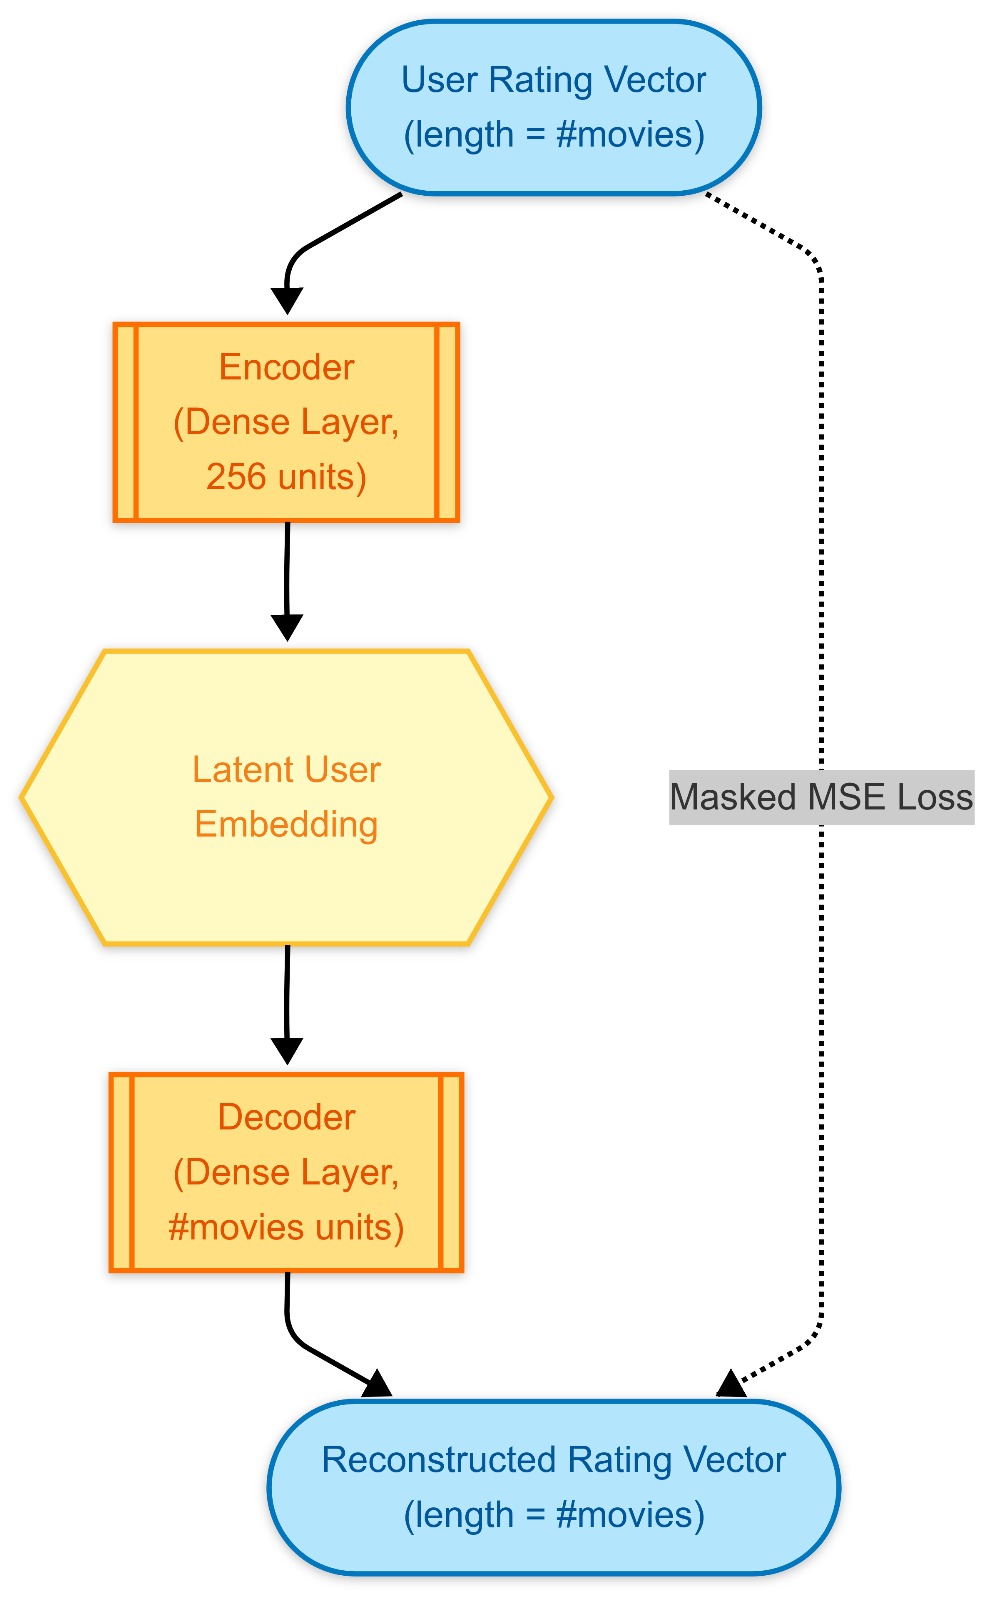 User Rating Vector
(length = #movies)
Encoder
(Dense Layer,
256 units)
Latent User
Embedding
Masked MSE Loss
Decoder
(Dense Layer,
#movies units)
Reconstructed Rating Vector
(length = #movies)